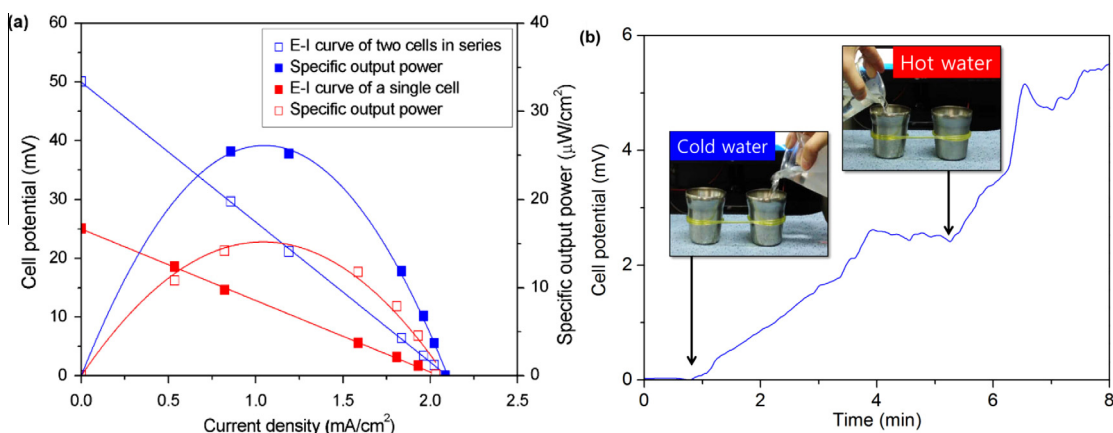 (a)
60
50
40
30
20
10
0
Cell potential (mV)
E-I curve of two cells in series
Specific output power
E-I curve of a single cell
Specific output power
40
30
20
10
0
Specific output power (μW/cm²)
0.0 0.5 1.0 1.5 2.0 2.5
Current density (mA/cm²)
(b)
6
4
2
0
Cell potential (mV)
Hot water
Cold water
0 2 4 6 8
Time (min)